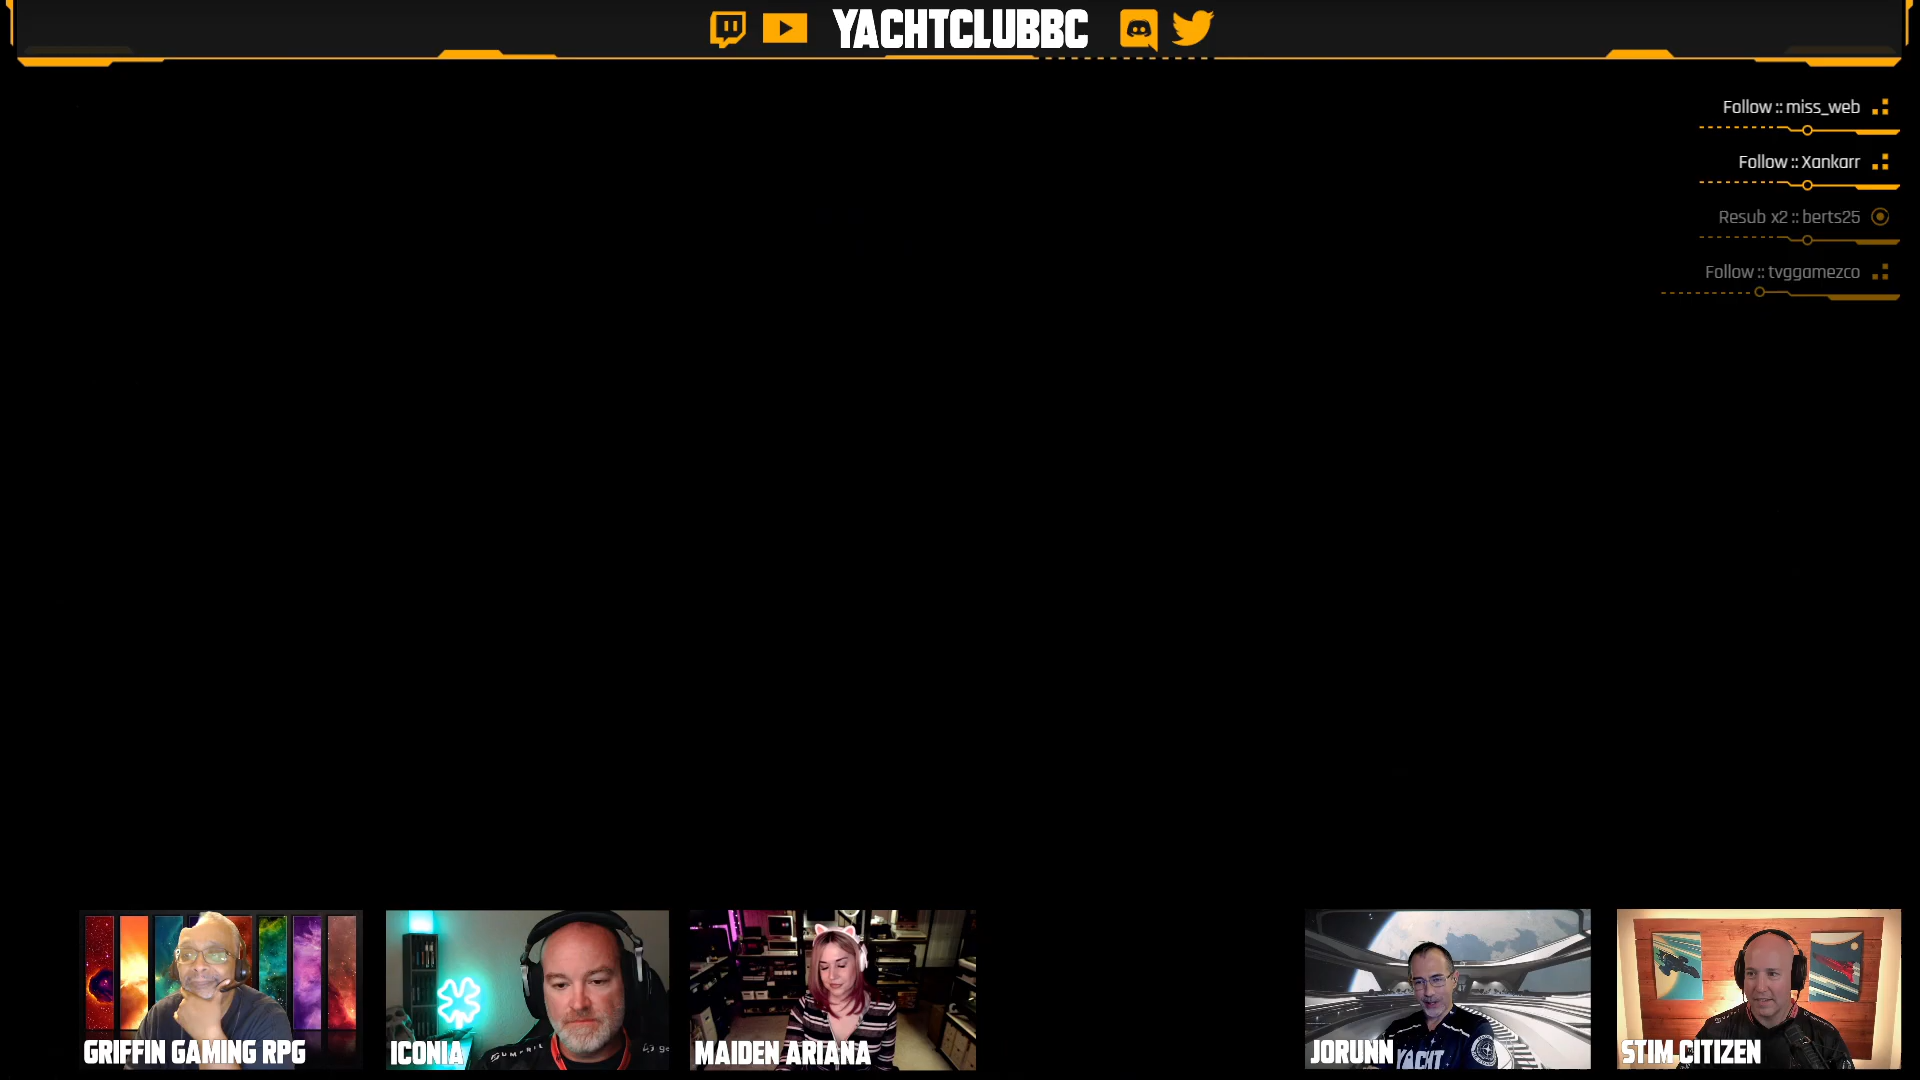 YACHTCLUBBC
Follow :: miss_web
Follow :: Xankarr
Resub x2 :: berts25
Follow :: tvggamezco
GRIFFIN GAMING RPG
ICONIA
MAIDEN ARIANA
JORUNN
YACHT
STIM CITIZEN